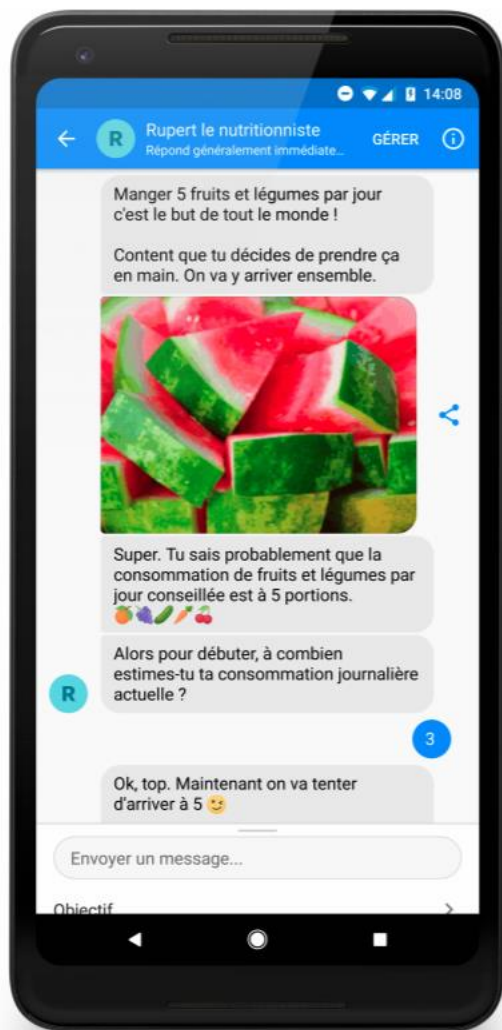 14:08
R
Rupert le nutritionniste
GÉRER
Répond généralement immédiate...
Manger 5 fruits et légumes par jour
c'est le but de tout le monde !
Content que tu décides de prendre ça
en main. On va y arriver ensemble.
Super. Tu sais probablement que la
consommation de fruits et légumes par
jour conseillée est à 5 portions.
🍊🍇🥒🥕🍒
Alors pour débuter, à combien
estimes-tu ta consommation journalière
actuelle ?
R
3
Ok, top. Maintenant on va tenter
d'arriver à 5 😉
Envoyer un message...
Objectif